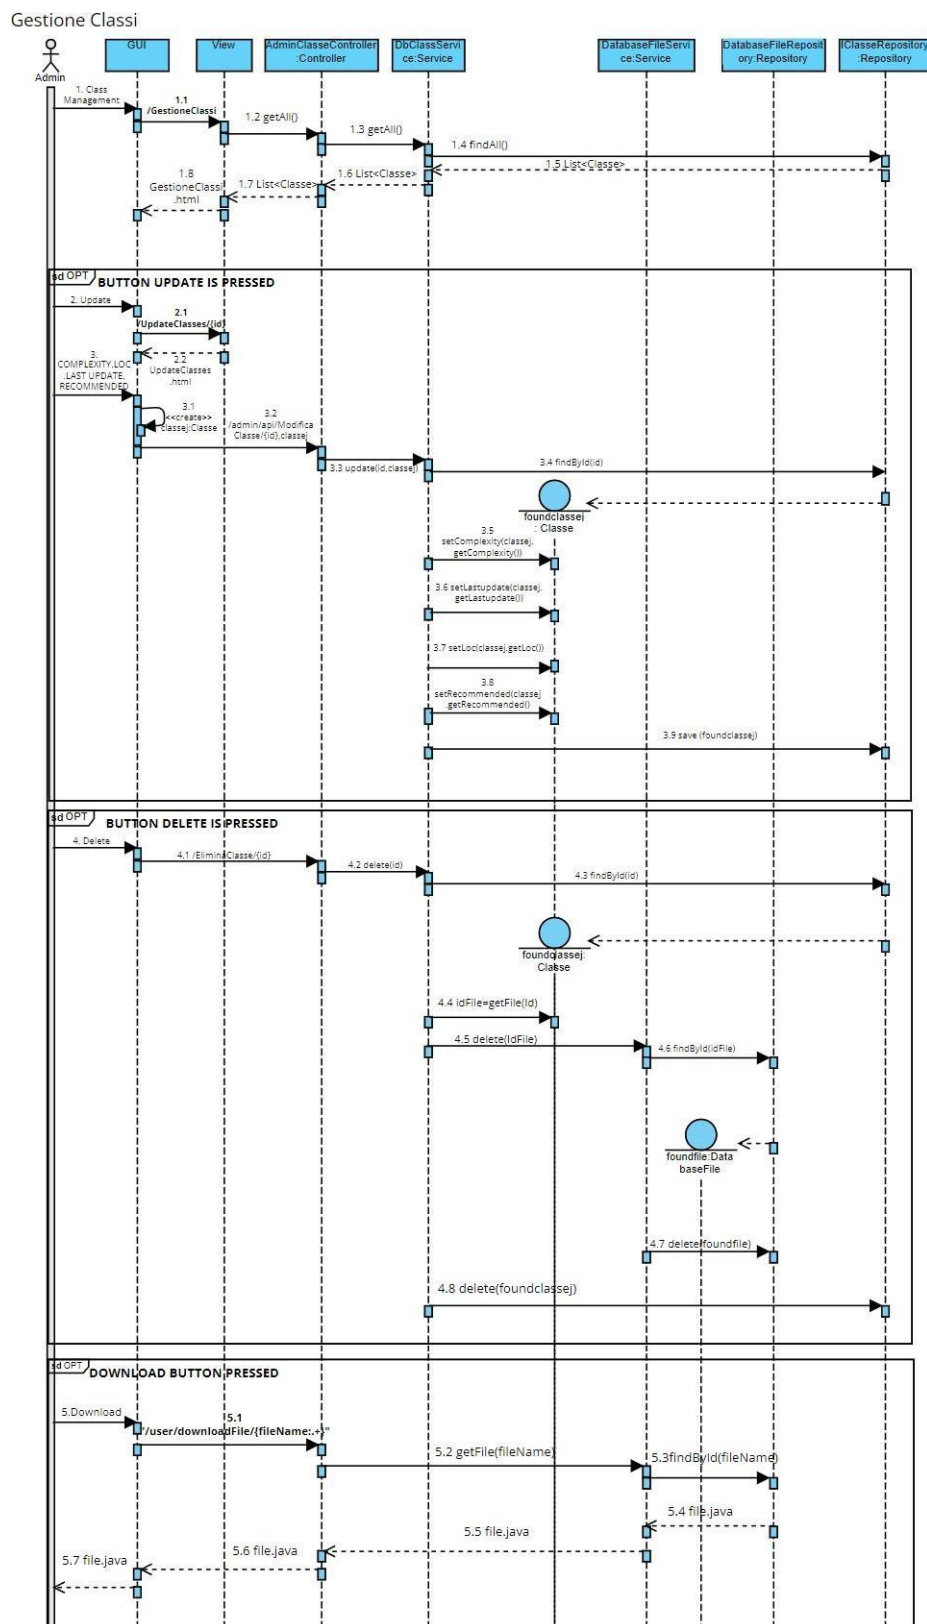 Gestione Classi
Admin
GUI
View
AdminClasseController
:Controller
DbClassServi
ce:Service
DatabaseFileServi
ce:Service
DatabaseFileReposit
ory:Repository
IClasseRepository
:Repository
1. Class
Management
1.1
/GestioneClassi
1.2 getAll()
1.3 getAll()
1.4 findAll()
1.5 List<Classe>
1.6 List<Classe>
1.7 List<Classe>
1.8
GestioneClassi
.html
sd OPT
BUTTON UPDATE IS PRESSED
2. Update
2.1
/UpdateClasses/{id}
2.2
UpdateClasses
.html
3.
COMPLEXITY,LOC
,LAST UPDATE,
RECOMMENDED
3.1
<<create>>
classej:Classe
3.2
/admin/api/Modifica
Classe/{id},classej
3.3 update(id,classej)
3.4 findById(id)
foundclassej
: Classe
3.5
setComplexity(classej.
getComplexity())
3.6 setLastupdate(classej.
getLastupdate())
3.7 setLoc(classej.getLoc())
3.8
setRecommended(classej
.getRecommended()
3.9 save (foundclassej)
sd OPT
BUTTON DELETE IS PRESSED
4. Delete
4.1 /EliminaClasse/{id}
4.2 delete(id)
4.3 findById(id)
foundclassej:
Classe
4.4 idFile=getFile(Id)
4.5 delete(IdFile)
4.6 findById(idFile)
foundfile:Data
baseFile
4.7 delete(foundfile)
4.8 delete(foundclassej)
sd OPT
DOWNLOAD BUTTON PRESSED
5.Download
5.1
"/user/downloadFile/{fileName:.+}"
5.2 getFile(fileName)
5.3findById(fileName)
5.4 file.java
5.5 file.java
5.6 file.java
5.7 file.java